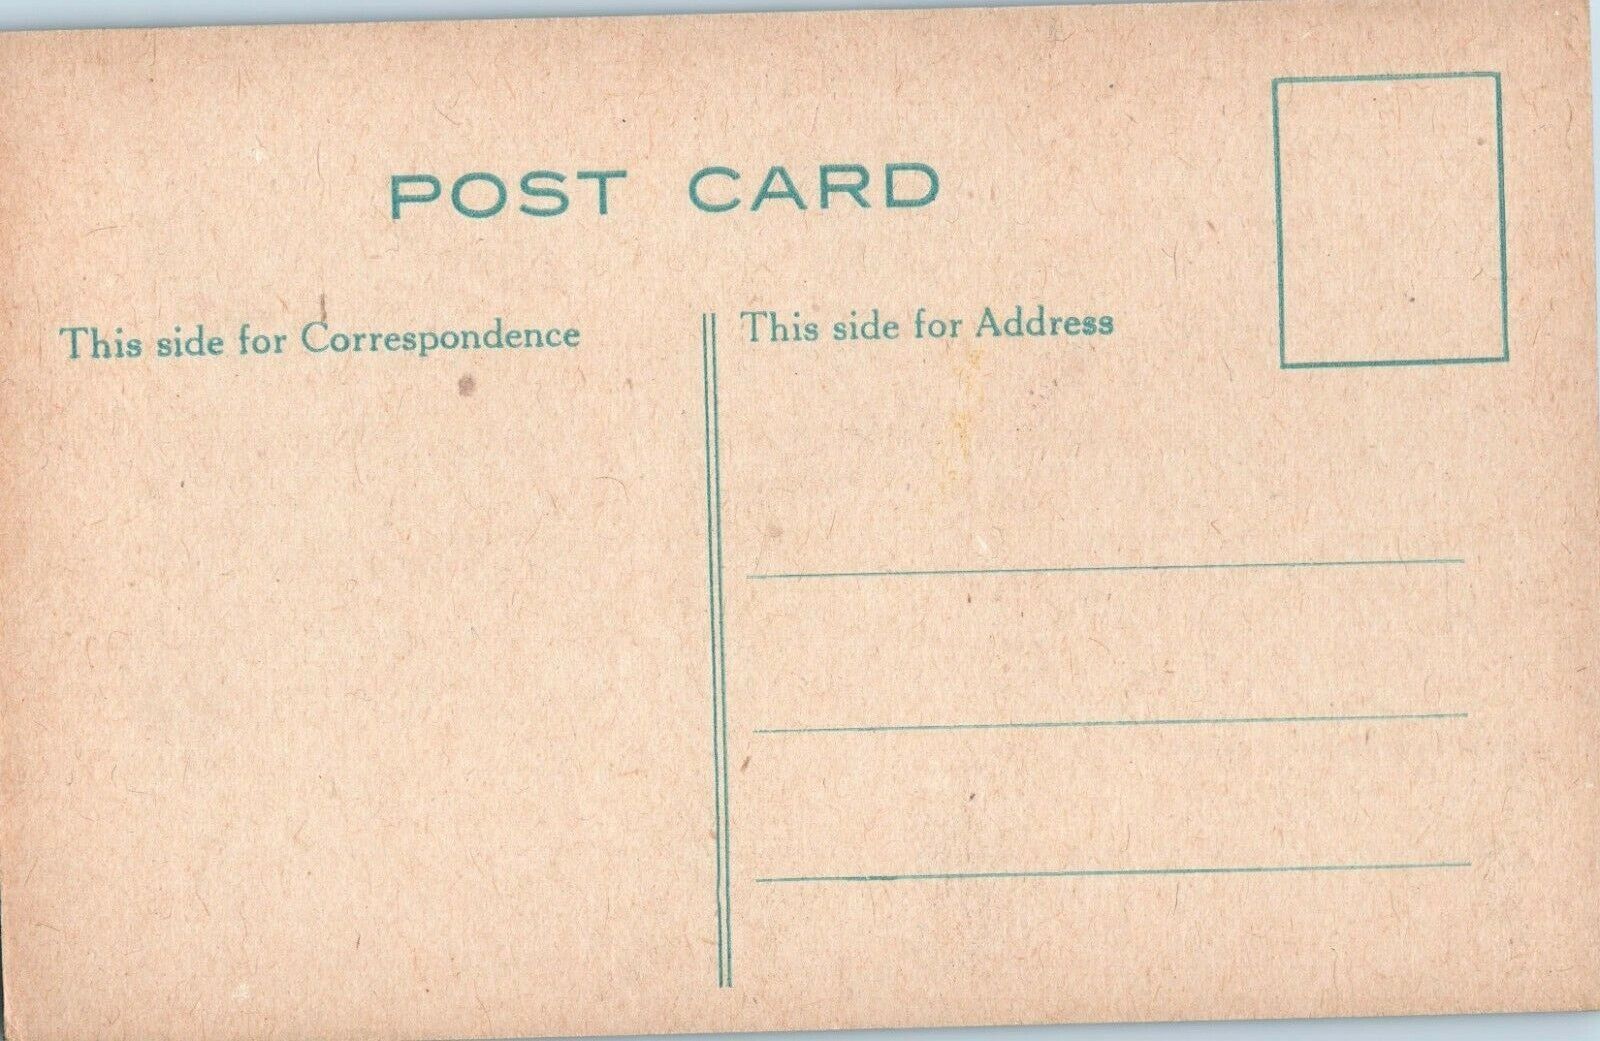 POST CARD
This side for Correspondence
This side for Address